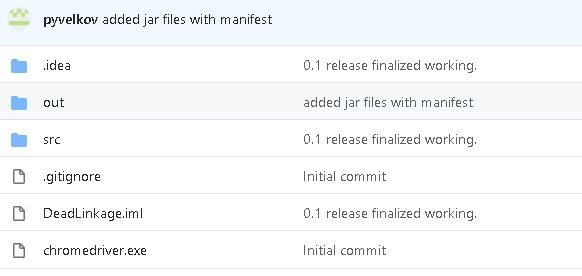 pyvelkov added jar files with manifest
.idea 0.1 release finalized working.
out added jar files with manifest
src 0.1 release finalized working.
.gitignore Initial commit
DeadLinkage.iml 0.1 release finalized working.
chromedriver.exe Initial commit